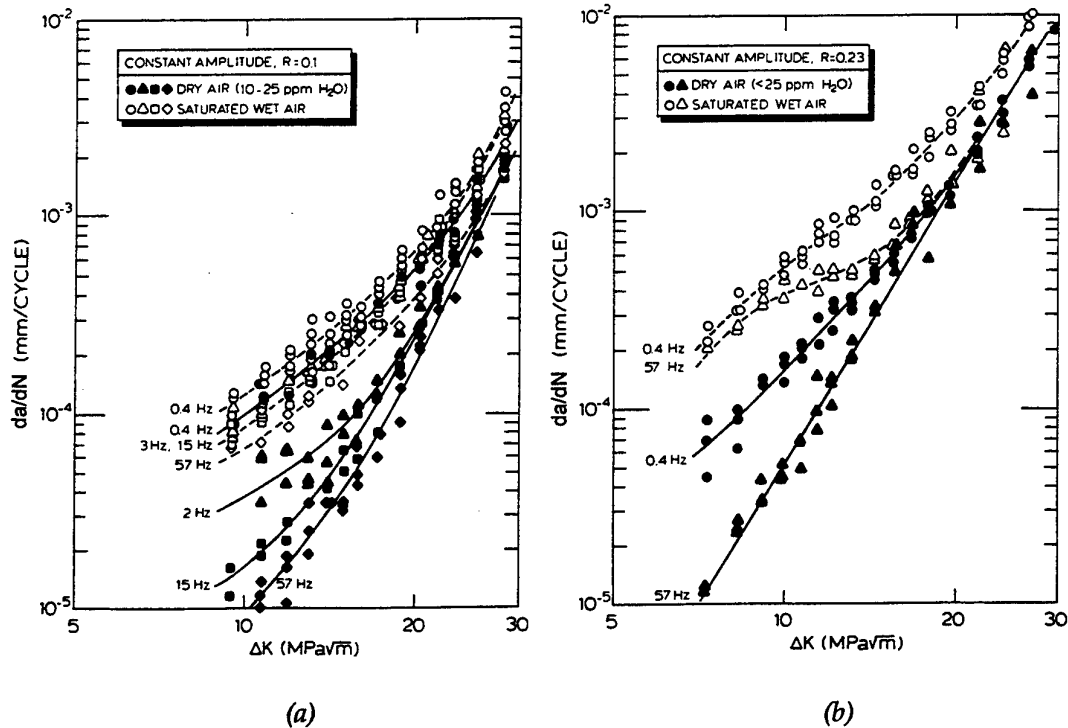 10⁻²
CONSTANT AMPLITUDE, R=0.1
●▲■◆ DRY AIR (10-25 ppm H₂O)
○△□◇ SATURATED WET AIR
10⁻³
10⁻⁴
10⁻⁵
da/dN (mm/CYCLE)
0.4 Hz
0.4 Hz
3Hz, 15 Hz
57 Hz
2 Hz
15 Hz
57 Hz
5
10
20
30
ΔK (MPa√m)
(a)
10⁻²
CONSTANT AMPLITUDE, R=0.23
●▲ DRY AIR (<25 ppm H₂O)
○△ SATURATED WET AIR
10⁻³
10⁻⁴
10⁻⁵
da/dN (mm/CYCLE)
0.4 Hz
57 Hz
0.4 Hz
57 Hz
5
10
20
30
ΔK (MPa√m)
(b)